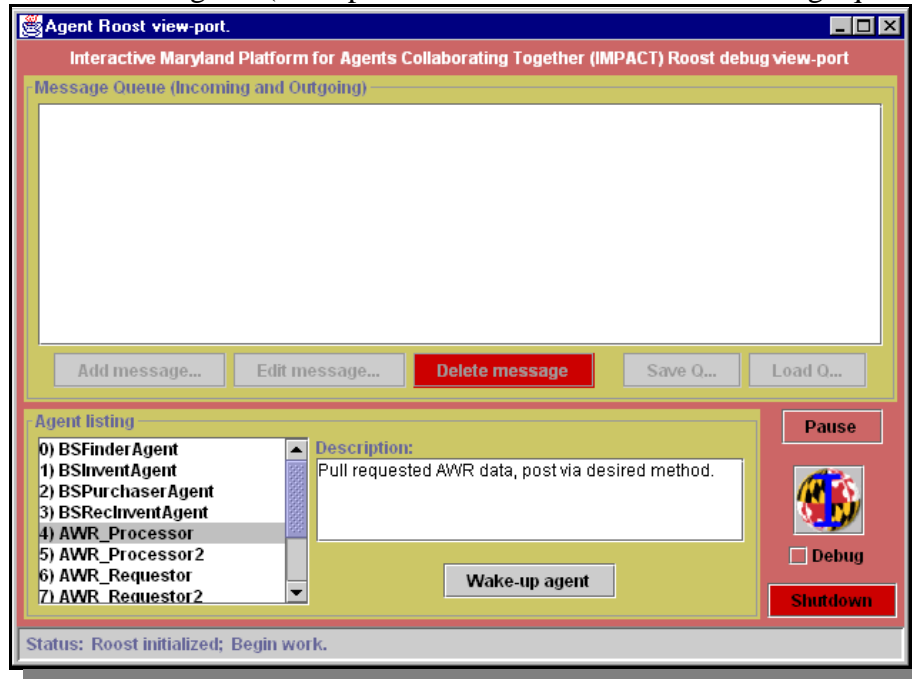 Agent Roost view-port.
Interactive Maryland Platform for Agents Collaborating Together (IMPACT) Roost debug view-port
Message Queue (Incoming and Outgoing)
Add message... Edit message... Delete message Save Q... Load Q...
Agent listing
0) BSFinderAgent
1) BSInventAgent
2) BSPurchaserAgent
3) BSRecInventAgent
4) AWR_Processor
5) AWR_Processor2
6) AWR_Requestor
7) AWR_Requestor2
Description:
Pull requested AWR data, post via desired method.
Wake-up agent
Pause
Debug
Shutdown
Status: Roost initialized; Begin work.